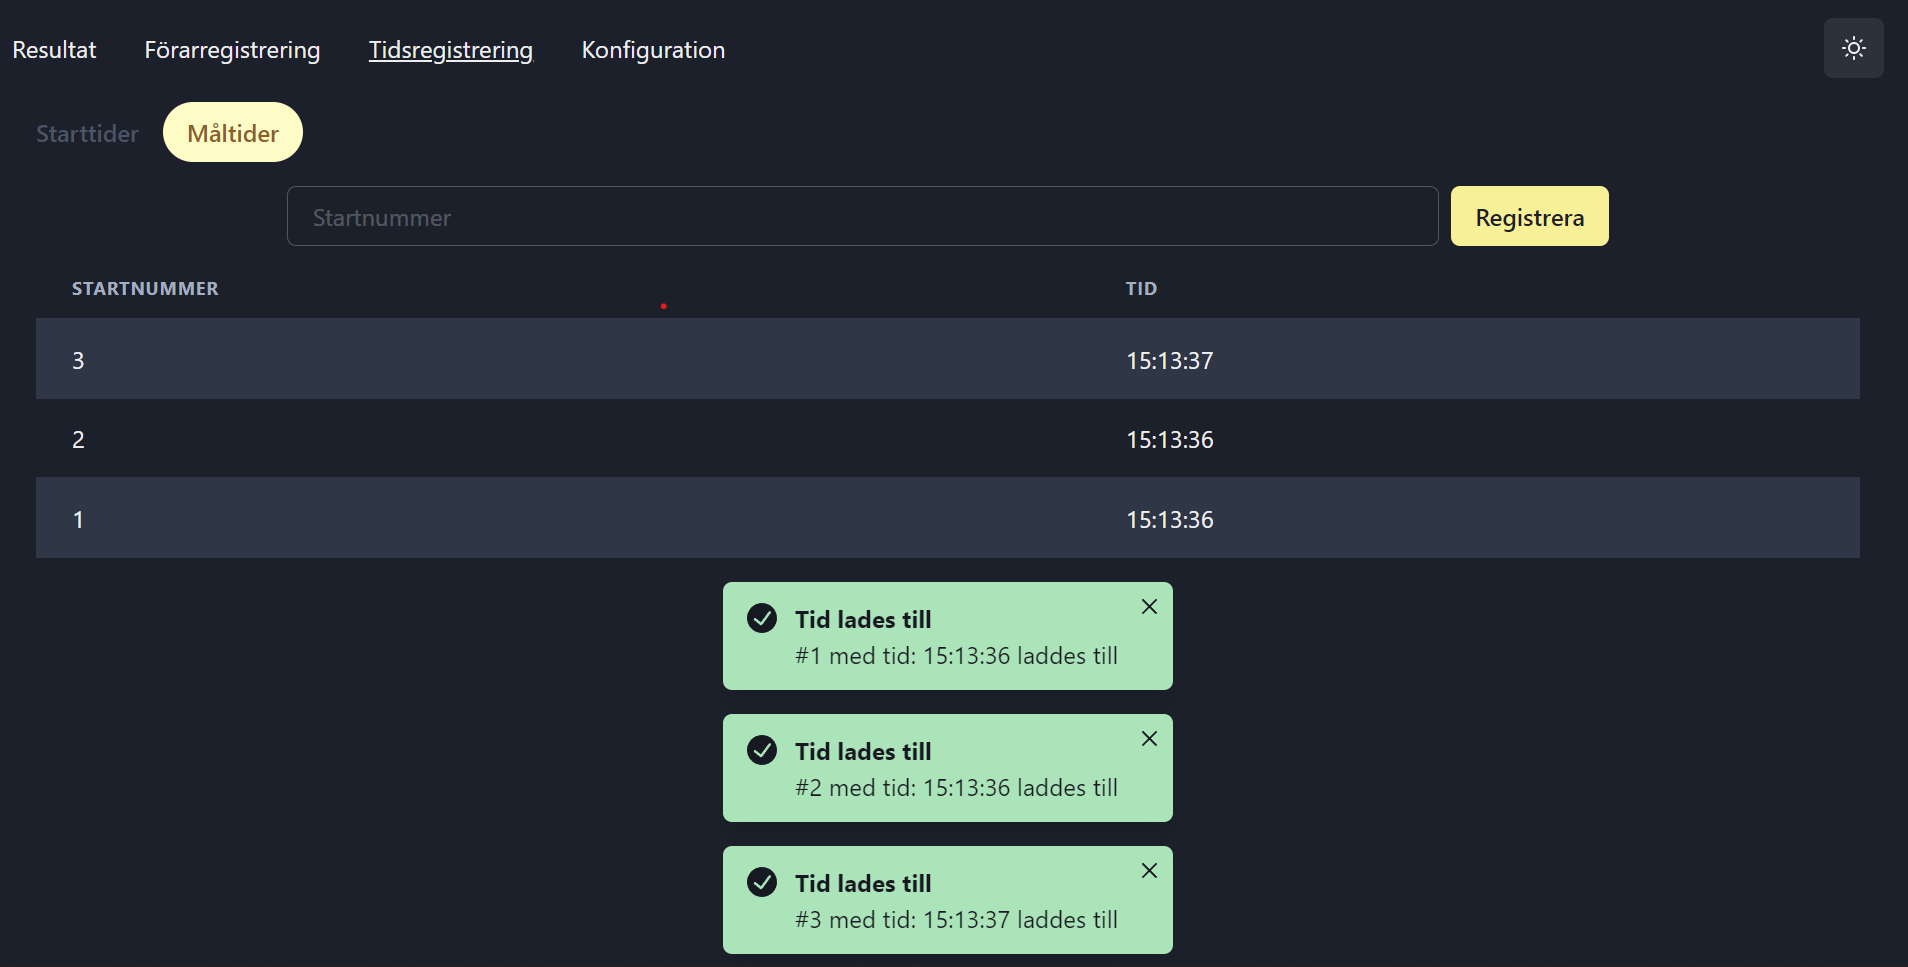 Resultat Förarregistrering Tidsregistrering Konfiguration
Starttider Måltider
Startnummer Registrera
STARTNUMMER TID
3 15:13:37
2 15:13:36
1 15:13:36
Tid lades till
#1 med tid: 15:13:36 laddes till
Tid lades till
#2 med tid: 15:13:36 laddes till
Tid lades till
#3 med tid: 15:13:37 laddes till